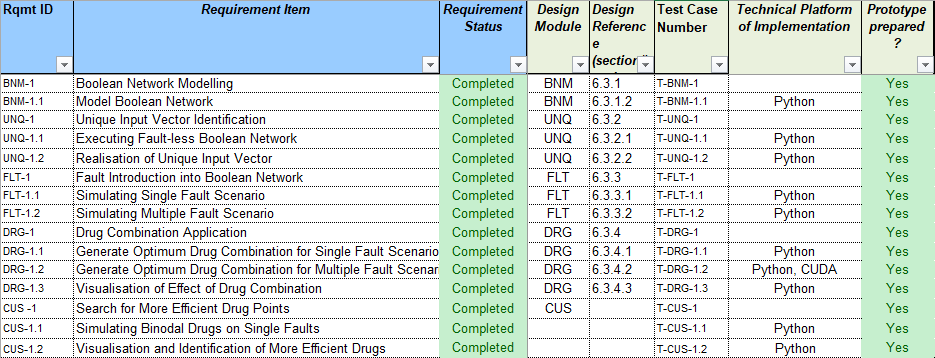 Rqmt ID Requirement Item Requirement Status Design Module Design Referenc e (section Test Case Number Technical Platform of Implementation Prototype prepared ?
BNM-1 Boolean Network Modelling Completed BNM 6.3.1 T-BNM-1 Yes
BNM-1.1 Model Boolean Network Completed BNM 6.3.1.2 T-BNM-1.1 Python Yes
UNQ-1 Unique Input Vector Identification Completed UNQ 6.3.2 T-UNQ-1 Yes
UNQ-1.1 Executing Fault-less Boolean Network Completed UNQ 6.3.2.1 T-UNQ-1.1 Python Yes
UNQ-1.2 Realisation of Unique Input Vector Completed UNQ 6.3.2.2 T-UNQ-1.2 Python Yes
FLT-1 Fault Introduction into Boolean Network Completed FLT 6.3.3 T-FLT-1 Yes
FLT-1.1 Simulating Single Fault Scenario Completed FLT 6.3.3.1 T-FLT-1.1 Python Yes
FLT-1.2 Simulating Multiple Fault Scenario Completed FLT 6.3.3.2 T-FLT-1.2 Python Yes
DRG-1 Drug Combination Application Completed DRG 6.3.4 T-DRG-1 Yes
DRG-1.1 Generate Optimum Drug Combination for Single Fault Scenario Completed DRG 6.3.4.1 T-DRG-1.1 Python Yes
DRG-1.2 Generate Optimum Drug Combination for Multiple Fault Scenar Completed DRG 6.3.4.2 T-DRG-1.2 Python, CUDA Yes
DRG-1.3 Visualisation of Effect of Drug Combination Completed DRG 6.3.4.3 T-DRG-1.3 Python Yes
CUS -1 Search for More Efficient Drug Points Completed CUS T-CUS-1 Yes
CUS-1.1 Simulating Binodal Drugs on Single Faults Completed T-CUS-1.1 Python Yes
CUS-1.2 Visualisation and Identification of More Efficient Drugs Completed T-CUS-1.2 Python Yes